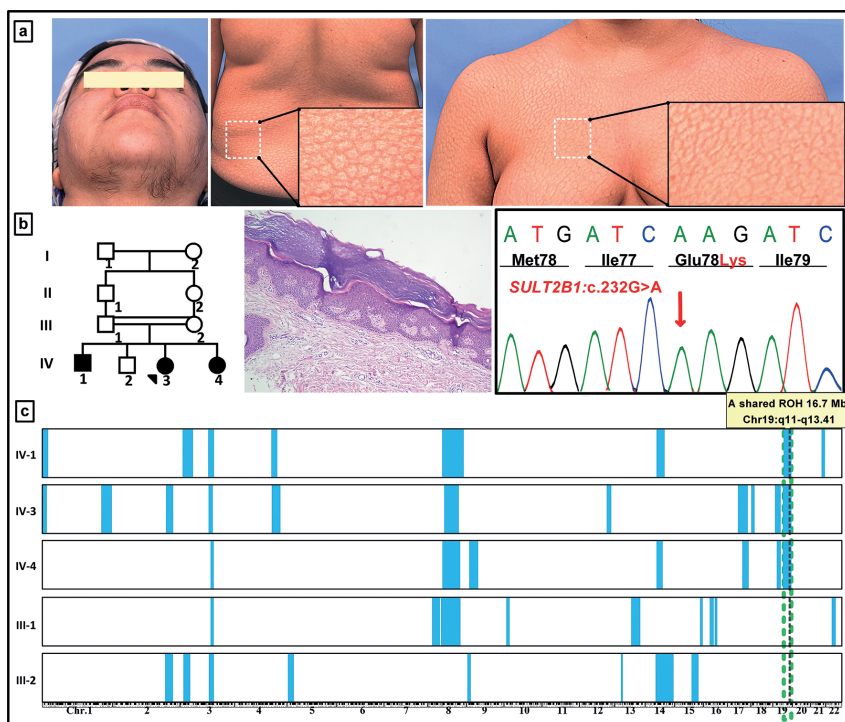 a
b
I
1
2
II
1
2
III
1
2
IV
1
2
3
4
A T G A T C A A G A T C
Met78 Ile77 Glu78Lys Ile79
SULT2B1:c.232G>A
A shared ROH 16.7 Mb
Chr19:q11-q13.41
c
IV-1
IV-3
IV-4
III-1
III-2
Chr.1 2 3 4 5 6 7 8 9 10 11 12 13 14 15 16 17 18 19 20 21 22